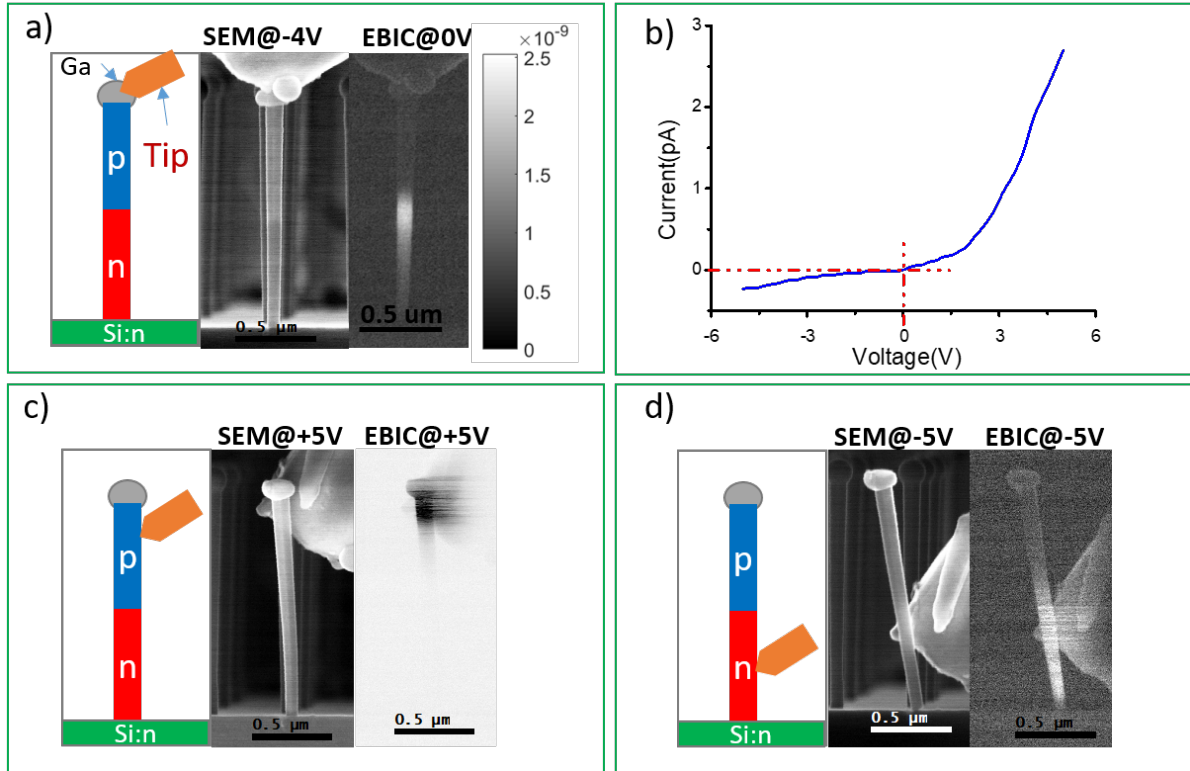 a)
SEM@-4V
EBIC@0V
Ga
p
Tip
n
Si:n
0.5 μm
0.5 um
×10⁻⁹
2.5
2
1.5
1
0.5
0
b)
Current(pA)
3
2
1
0
-6
-3
0
3
6
Voltage(V)
c)
SEM@+5V
EBIC@+5V
p
n
Si:n
0.5 μm
0.5 μm
d)
SEM@-5V
EBIC@-5V
p
n
Si:n
0.5 μm
0.5 μm